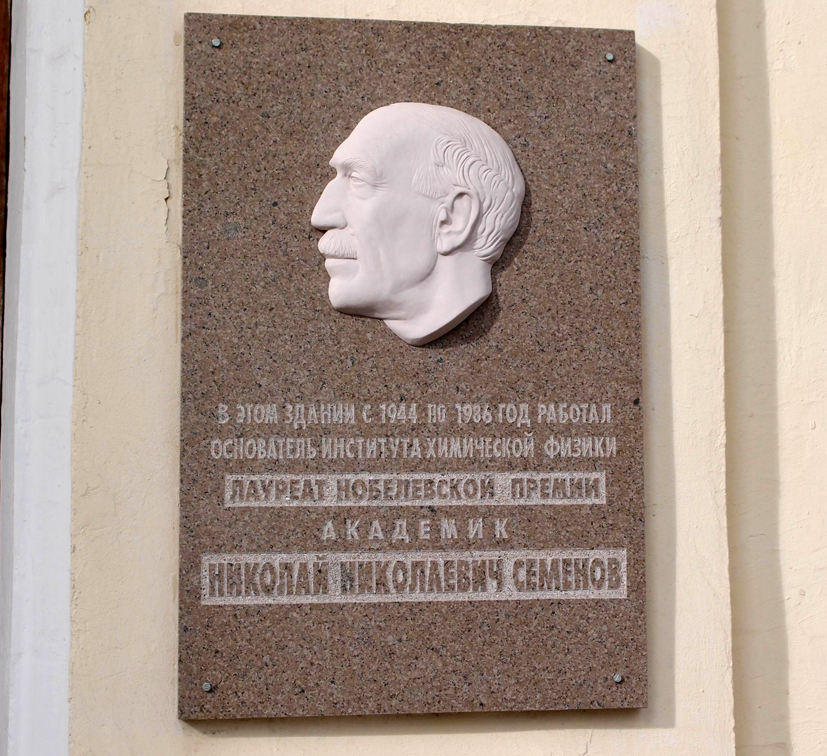 В ЭТОМ ЗДАНИИ С 1944 ПО 1986 ГОД РАБОТАЛ
ОСНОВАТЕЛЬ ИНСТИТУТА ХИМИЧЕСКОЙ ФИЗИКИ
ЛАУРЕАТ НОБЕЛЕВСКОЙ ПРЕМИИ
АКАДЕМИК
НИКОЛАЙ НИКОЛАЕВИЧ СЕМЕНОВ